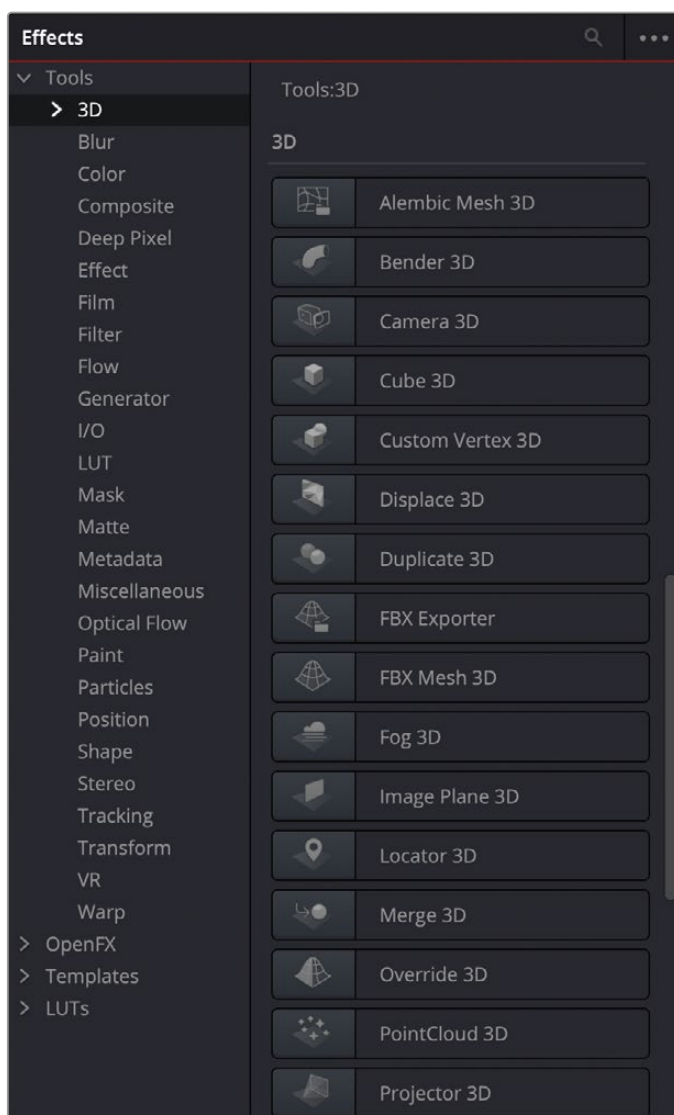 Effects
Tools
3D
Blur
Color
Composite
Deep Pixel
Effect
Film
Filter
Flow
Generator
I/O
LUT
Mask
Matte
Metadata
Miscellaneous
Optical Flow
Paint
Particles
Position
Shape
Stereo
Tracking
Transform
VR
Warp
OpenFX
Templates
LUTs
Tools:3D
3D
Alembic Mesh 3D
Bender 3D
Camera 3D
Cube 3D
Custom Vertex 3D
Displace 3D
Duplicate 3D
FBX Exporter
FBX Mesh 3D
Fog 3D
Image Plane 3D
Locator 3D
Merge 3D
Override 3D
PointCloud 3D
Projector 3D